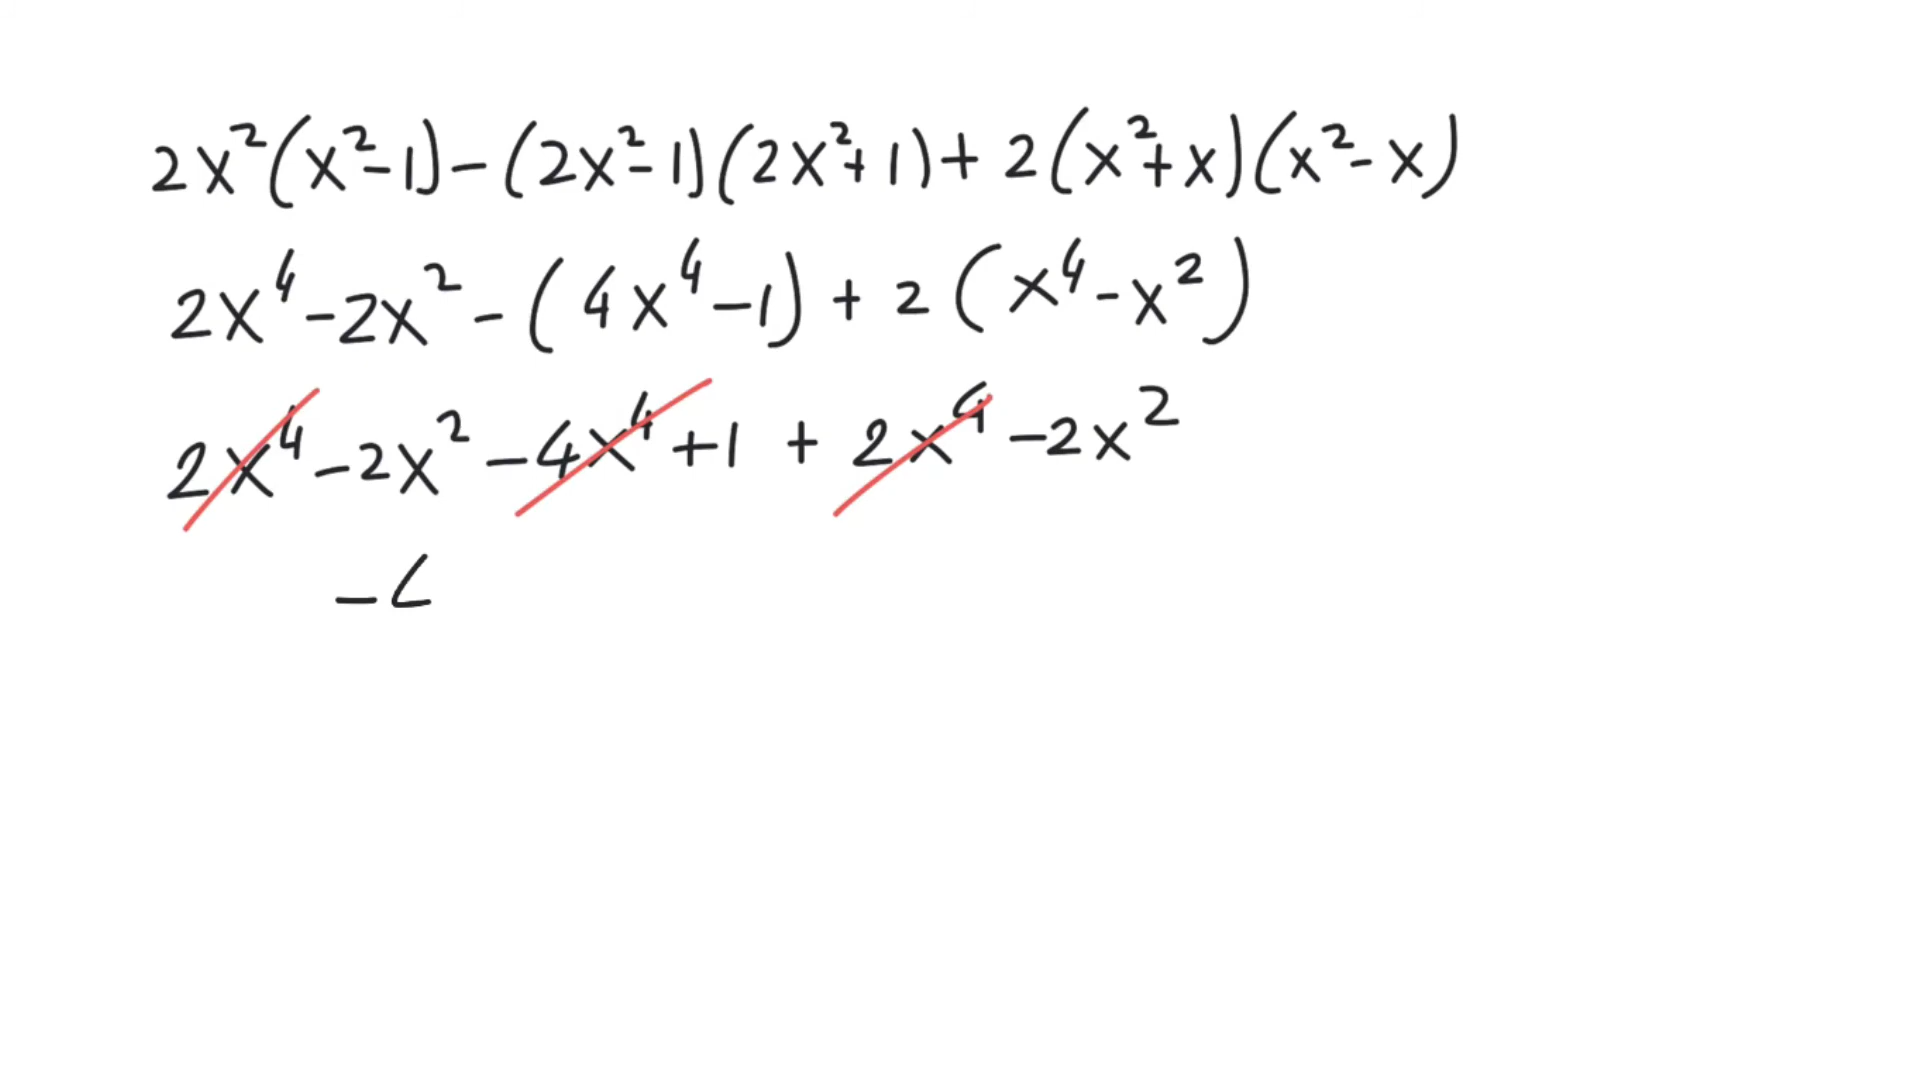 2x²(x²-1)-(2x²-1)(2x²+1)+2(x²+x)(x²-x)
2x⁴-2x²-(4x⁴-1)+2(x⁴-x²)
2x⁴-2x²-4x⁴+1+2x⁴-2x²
-